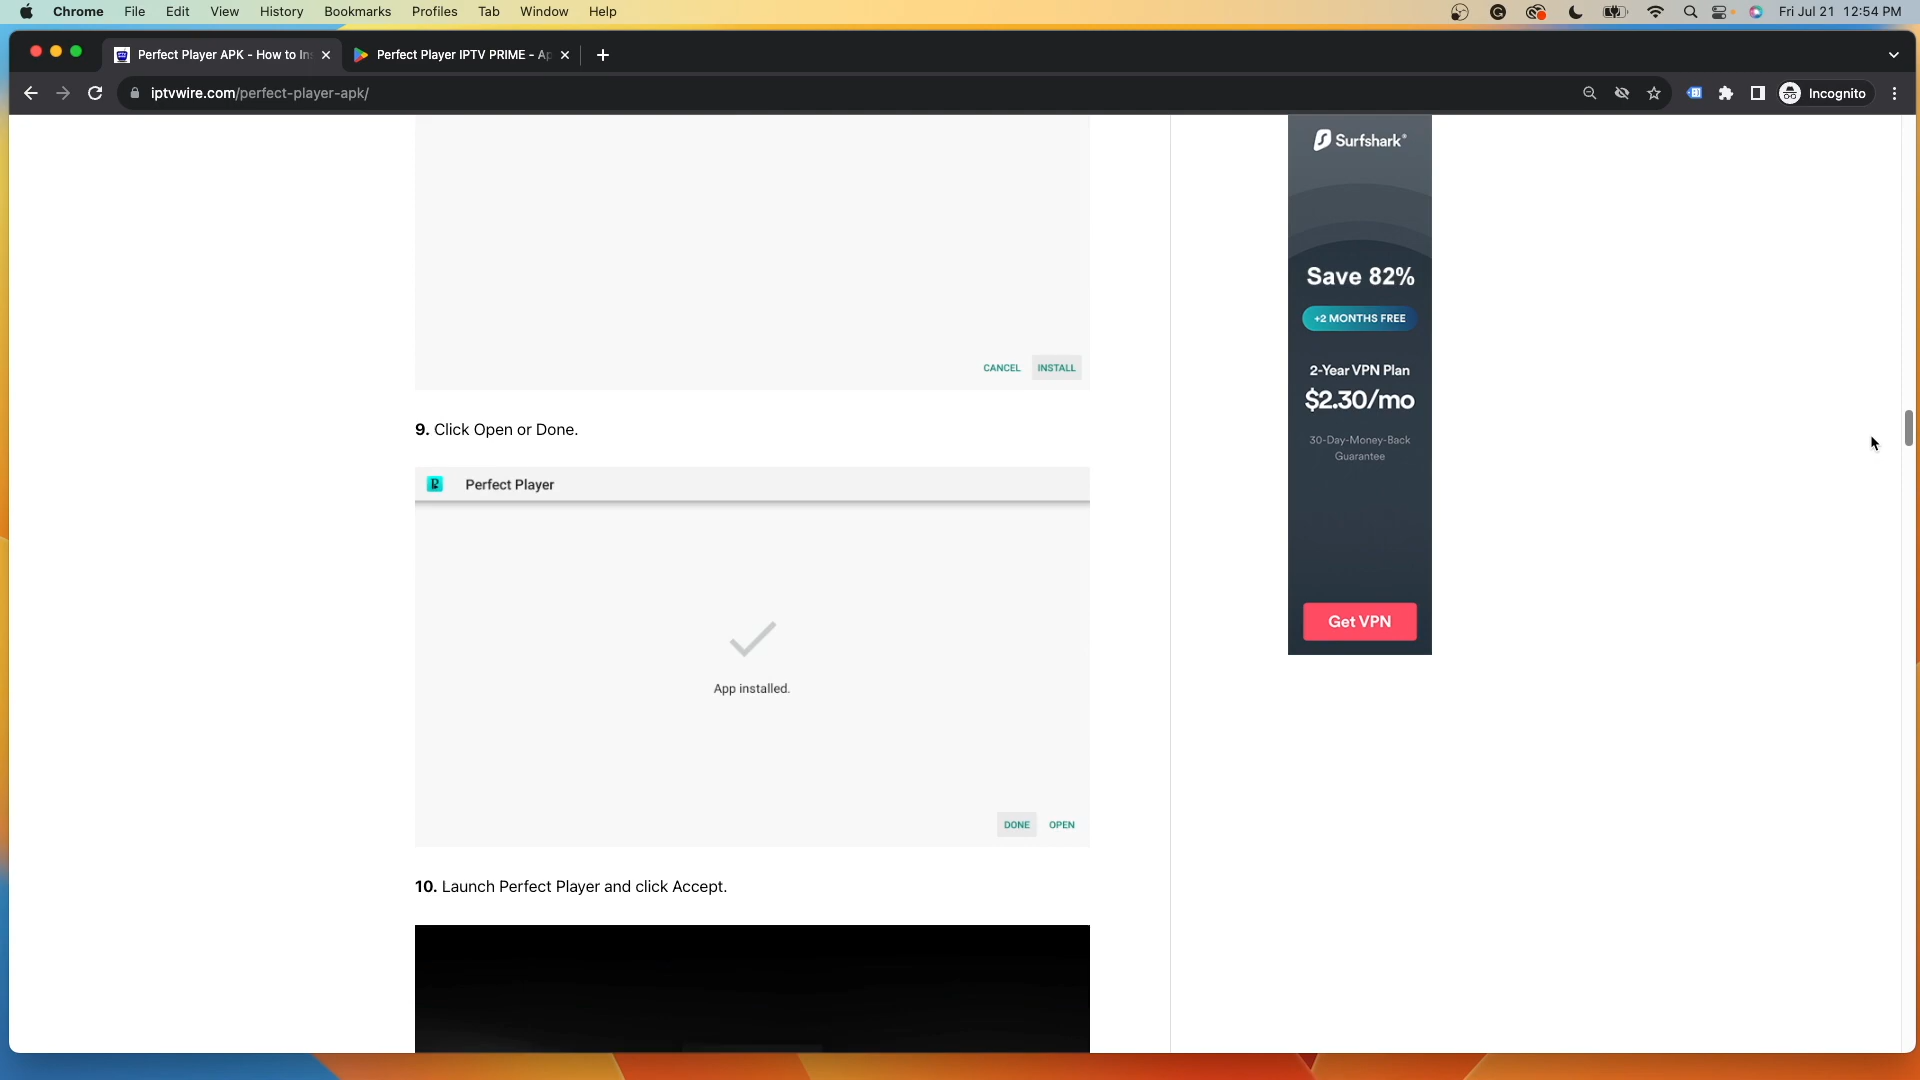 Chrome File Edit View History Bookmarks Profiles Tab Window Help Fri Jul 21 12:54 PM
Perfect Player APK - How to In
Perfect Player IPTV PRIME - Ap
iptvwire.com/perfect-player-apk/
Incognito
CANCEL INSTALL
9. Click Open or Done.
Perfect Player
App installed.
DONE OPEN
10. Launch Perfect Player and click Accept.
Surfshark®
Save 82%
+2 MONTHS FREE
2-Year VPN Plan
$2.30/mo
30-Day-Money-Back
Guarantee
Get VPN